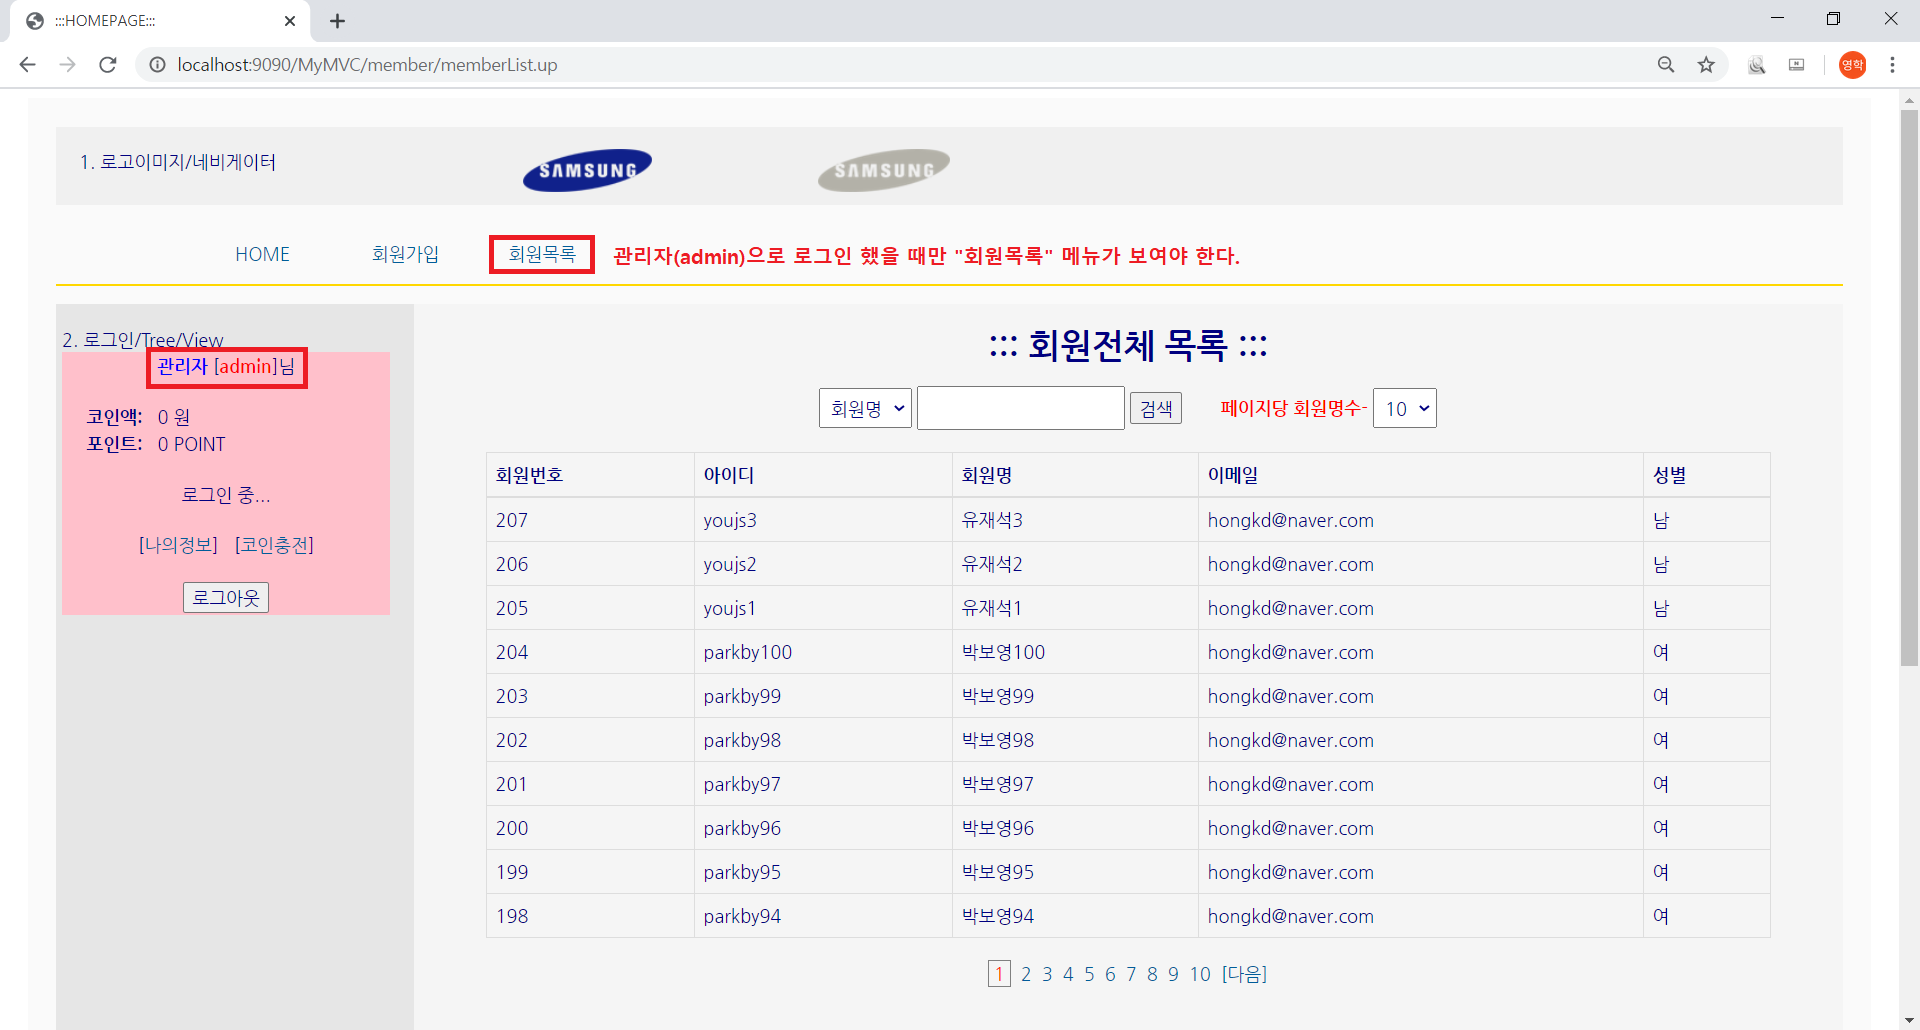 :::HOMEPAGE:::
localhost:9090/MyMVC/member/memberList.up
영학
1. 로고이미지/네비게이터
SAMSUNG
SAMSUNG
HOME 회원가입 회원목록 관리자(admin)으로 로그인 했을 때만 "회원목록" 메뉴가 보여야 한다.
2. 로그인/Tree/View
관리자 [admin]님
코인액: 0 원
포인트: 0 POINT
로그인 중...
[나의정보] [코인충전]
로그아웃
::: 회원전체 목록 :::
회원명 검색 페이지당 회원명수- 10
회원번호 아이디 회원명 이메일 성별
207 youjs3 유재석3 hongkd@naver.com 남
206 youjs2 유재석2 hongkd@naver.com 남
205 youjs1 유재석1 hongkd@naver.com 남
204 parkby100 박보영100 hongkd@naver.com 여
203 parkby99 박보영99 hongkd@naver.com 여
202 parkby98 박보영98 hongkd@naver.com 여
201 parkby97 박보영97 hongkd@naver.com 여
200 parkby96 박보영96 hongkd@naver.com 여
199 parkby95 박보영95 hongkd@naver.com 여
198 parkby94 박보영94 hongkd@naver.com 여
1 2 3 4 5 6 7 8 9 10 [다음]